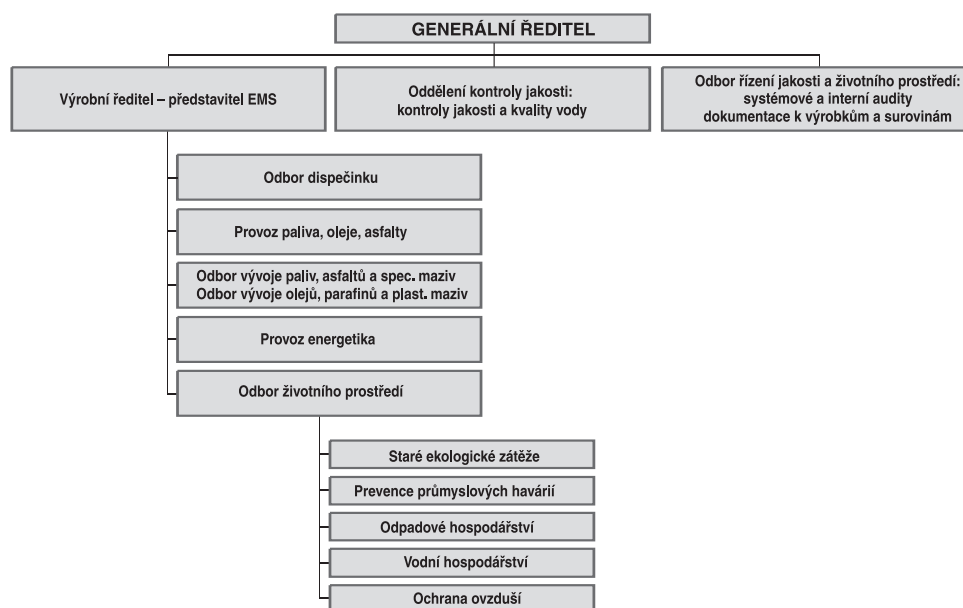 GENERÁLNÍ ŘEDITEL
Výrobní ředitel – představitel EMS
Oddělení kontroly jakosti:
kontroly jakosti a kvality vody
Odbor řízení jakosti a životního prostředí:
systémové a interní audity
dokumentace k výrobkům a surovinám
Odbor dispečinku
Provoz paliva, oleje, asfalty
Odbor vývoje paliv, asfaltů a spec. maziv
Odbor vývoje olejů, parafinů a plast. maziv
Provoz energetika
Odbor životního prostředí
Staré ekologické zátěže
Prevence průmyslových havárií
Odpadové hospodářství
Vodní hospodářství
Ochrana ovzduší